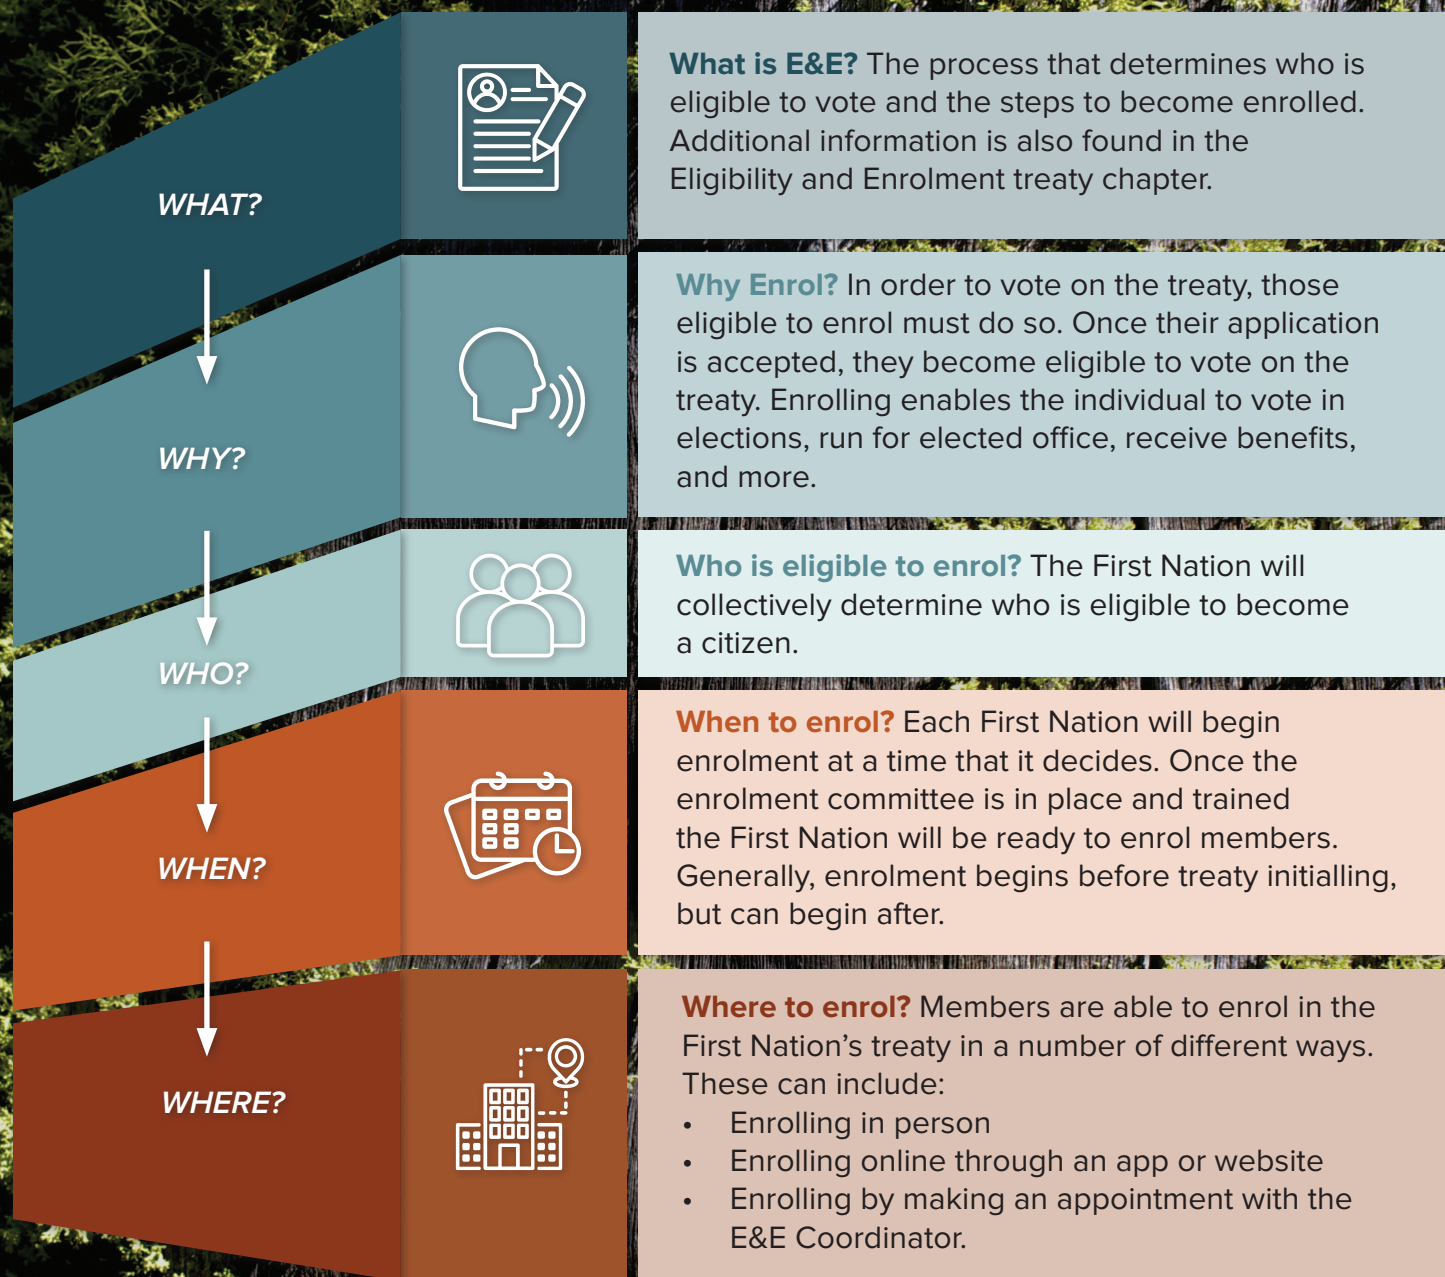 WHAT?
What is E&E? The process that determines who is
eligible to vote and the steps to become enrolled.
Additional information is also found in the
Eligibility and Enrolment treaty chapter.
WHY?
Why Enrol? In order to vote on the treaty, those
eligible to enrol must do so. Once their application
is accepted, they become eligible to vote on the
treaty. Enrolling enables the individual to vote in
elections, run for elected office, receive benefits,
and more.
WHO?
Who is eligible to enrol? The First Nation will
collectively determine who is eligible to become
a citizen.
WHEN?
When to enrol? Each First Nation will begin
enrolment at a time that it decides. Once the
enrolment committee is in place and trained
the First Nation will be ready to enrol members.
Generally, enrolment begins before treaty initialling,
but can begin after.
WHERE?
Where to enrol? Members are able to enrol in the
First Nation’s treaty in a number of different ways.
These can include:
• Enrolling in person
• Enrolling online through an app or website
• Enrolling by making an appointment with the
E&E Coordinator.